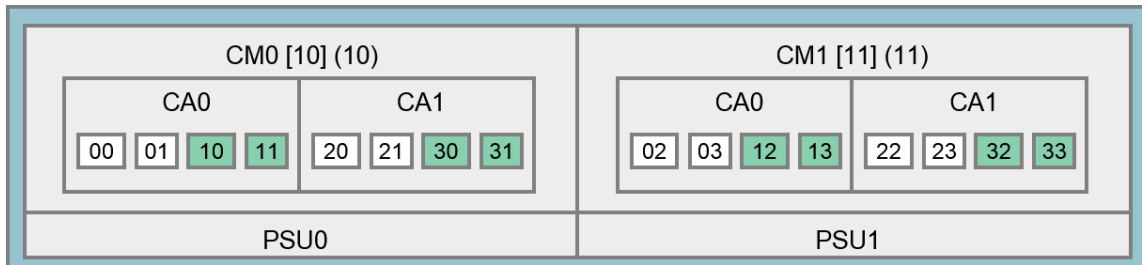 CM0 [10] (10)
CA0
CA1
00 01 10 11
20 21 30 31
CM1 [11] (11)
CA0
CA1
02 03 12 13
22 23 32 33
PSU0
PSU1